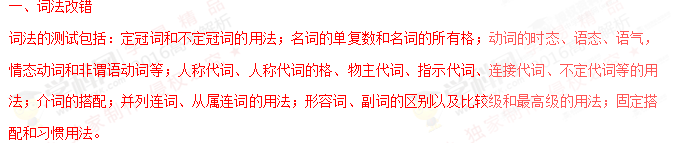 一、词法改错
词法的测试包括：定冠词和不定冠词的用法；名词的单复数和名词的所有格；动词的时态、语态、语气，
情态动词和非谓语动词等；人称代词、人称代词的格、物主代词、指示代词、连接代词、不定代词等的用
法；介词的搭配；并列连词、从属连词的用法；形容词、副词的区别以及比较级和最高级的用法；固定搭
配和习惯用法。